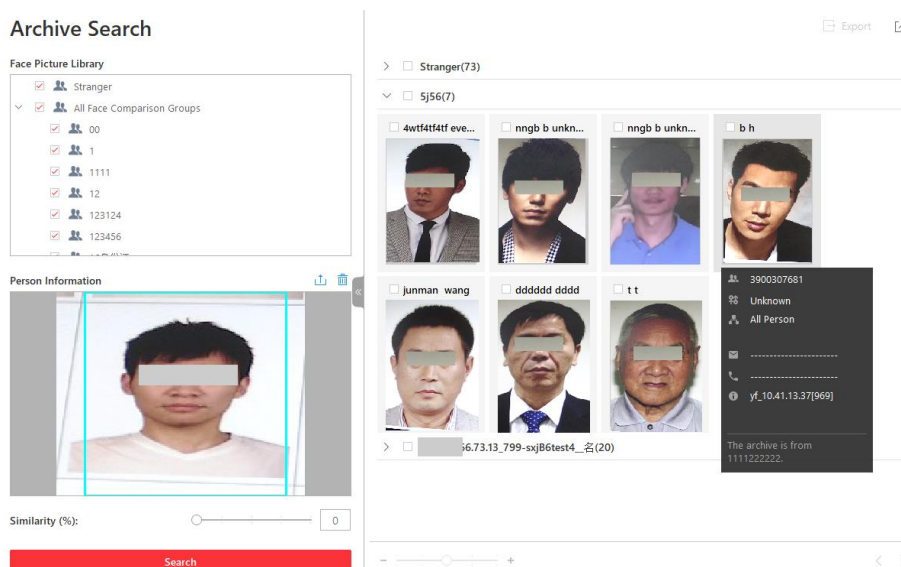 Archive Search
Export
Face Picture Library
Stranger
All Face Comparison Groups
00
1
1111
12
123124
123456
Person Information
Similarity (%):
0
Search
Stranger(73)
5j56(7)
4wtf4tf4tf eve...
nngb b unkn...
nngb b unkn...
b h
junman wang
dddddd dddd
t t
3900307681
Unknown
All Person
----------------------
----------------------
yf_10.41.13.37[969]
The archive is from
1111222222.
56.73.13_799-sxjB6test4__名(20)